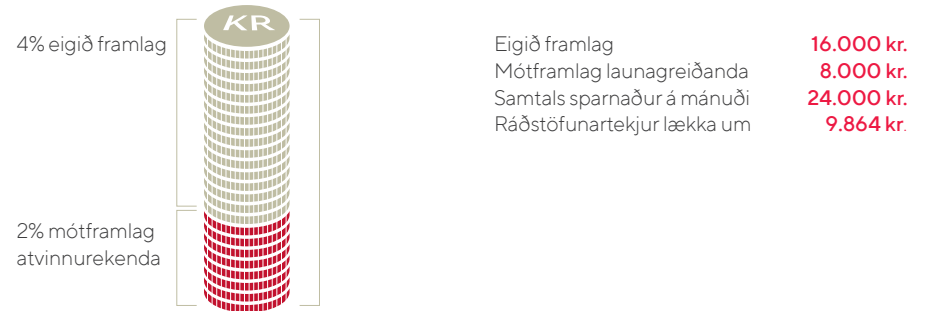 KR
4% eigið framlag
2% mótframlag
atvinnurekenda
Eigið framlag 16.000 kr.
Mótframlag launagreiðanda 8.000 kr.
Samtals sparnaður á mánuði 24.000 kr.
Ráðstöfunartekjur lækka um 9.864 kr.